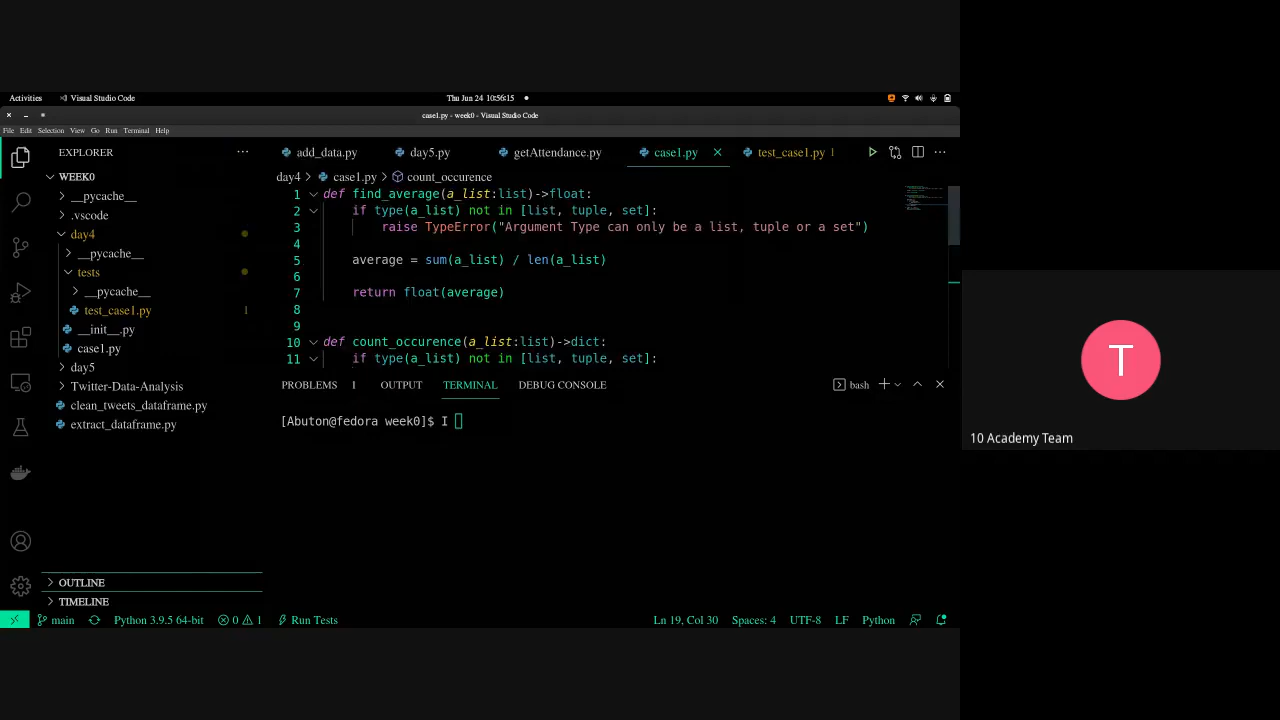 Activities Visual Studio Code Thu Jun 24 10:56:15
case1.py - week0 - Visual Studio Code
File Edit Selection View Go Run Terminal Help
EXPLORER
WEEK0
__pycache__
.vscode
day4
__pycache__
tests
__pycache__
test_case1.py 1
__init__.py
case1.py
day5
Twitter-Data-Analysis
clean_tweets_dataframe.py
extract_dataframe.py
OUTLINE
TIMELINE
add_data.py day5.py getAttendance.py case1.py test_case1.py 1
day4 case1.py count_occurence
1 def find_average(a_list:list)->float:
2 if type(a_list) not in [list, tuple, set]:
3 raise TypeError("Argument Type can only be a list, tuple or a set")
4
5 average = sum(a_list) / len(a_list)
6
7 return float(average)
8
9
10 def count_occurence(a_list:list)->dict:
11 if type(a_list) not in [list, tuple, set]:
PROBLEMS 1 OUTPUT TERMINAL DEBUG CONSOLE bash
[Abuton@fedora week0]$ I
main Python 3.9.5 64-bit 0 1 Run Tests Ln 19, Col 30 Spaces: 4 UTF-8 LF Python
T
10 Academy Team